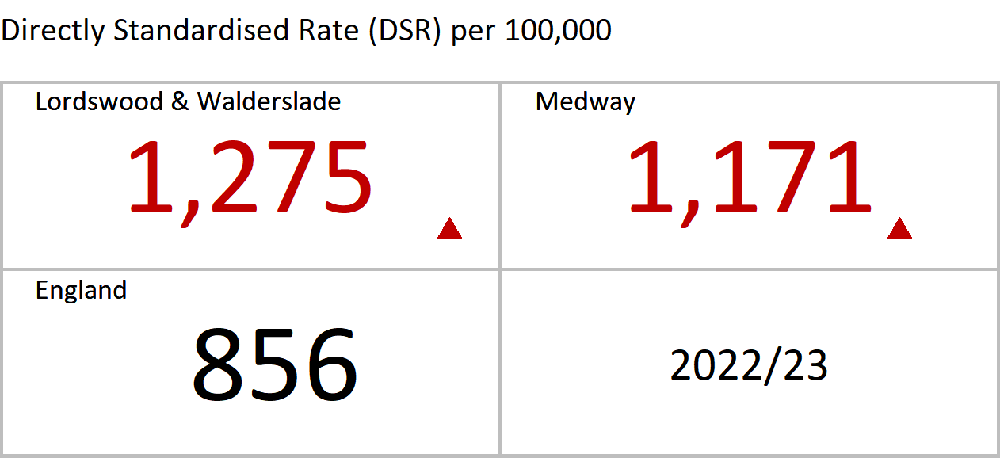 Directly Standardised Rate (DSR) per 100,000
Lordswood & Walderslade
1,275
Medway
1,171
England
856
2022/23